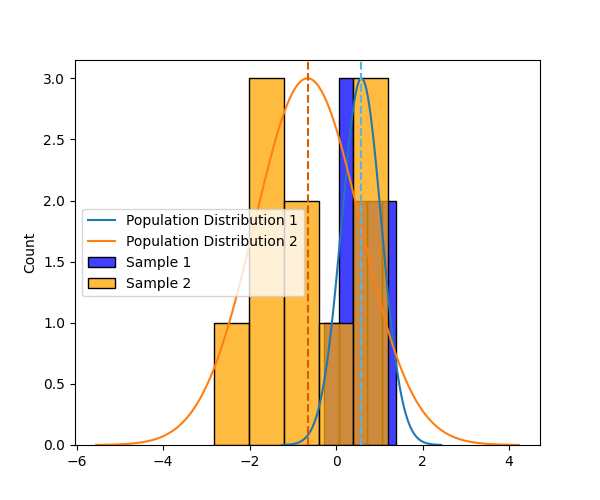 3.0
2.5
2.0
1.5
1.0
0.5
0.0
Count
Population Distribution 1
Population Distribution 2
Sample 1
Sample 2
−6 −4 −2 0 2 4